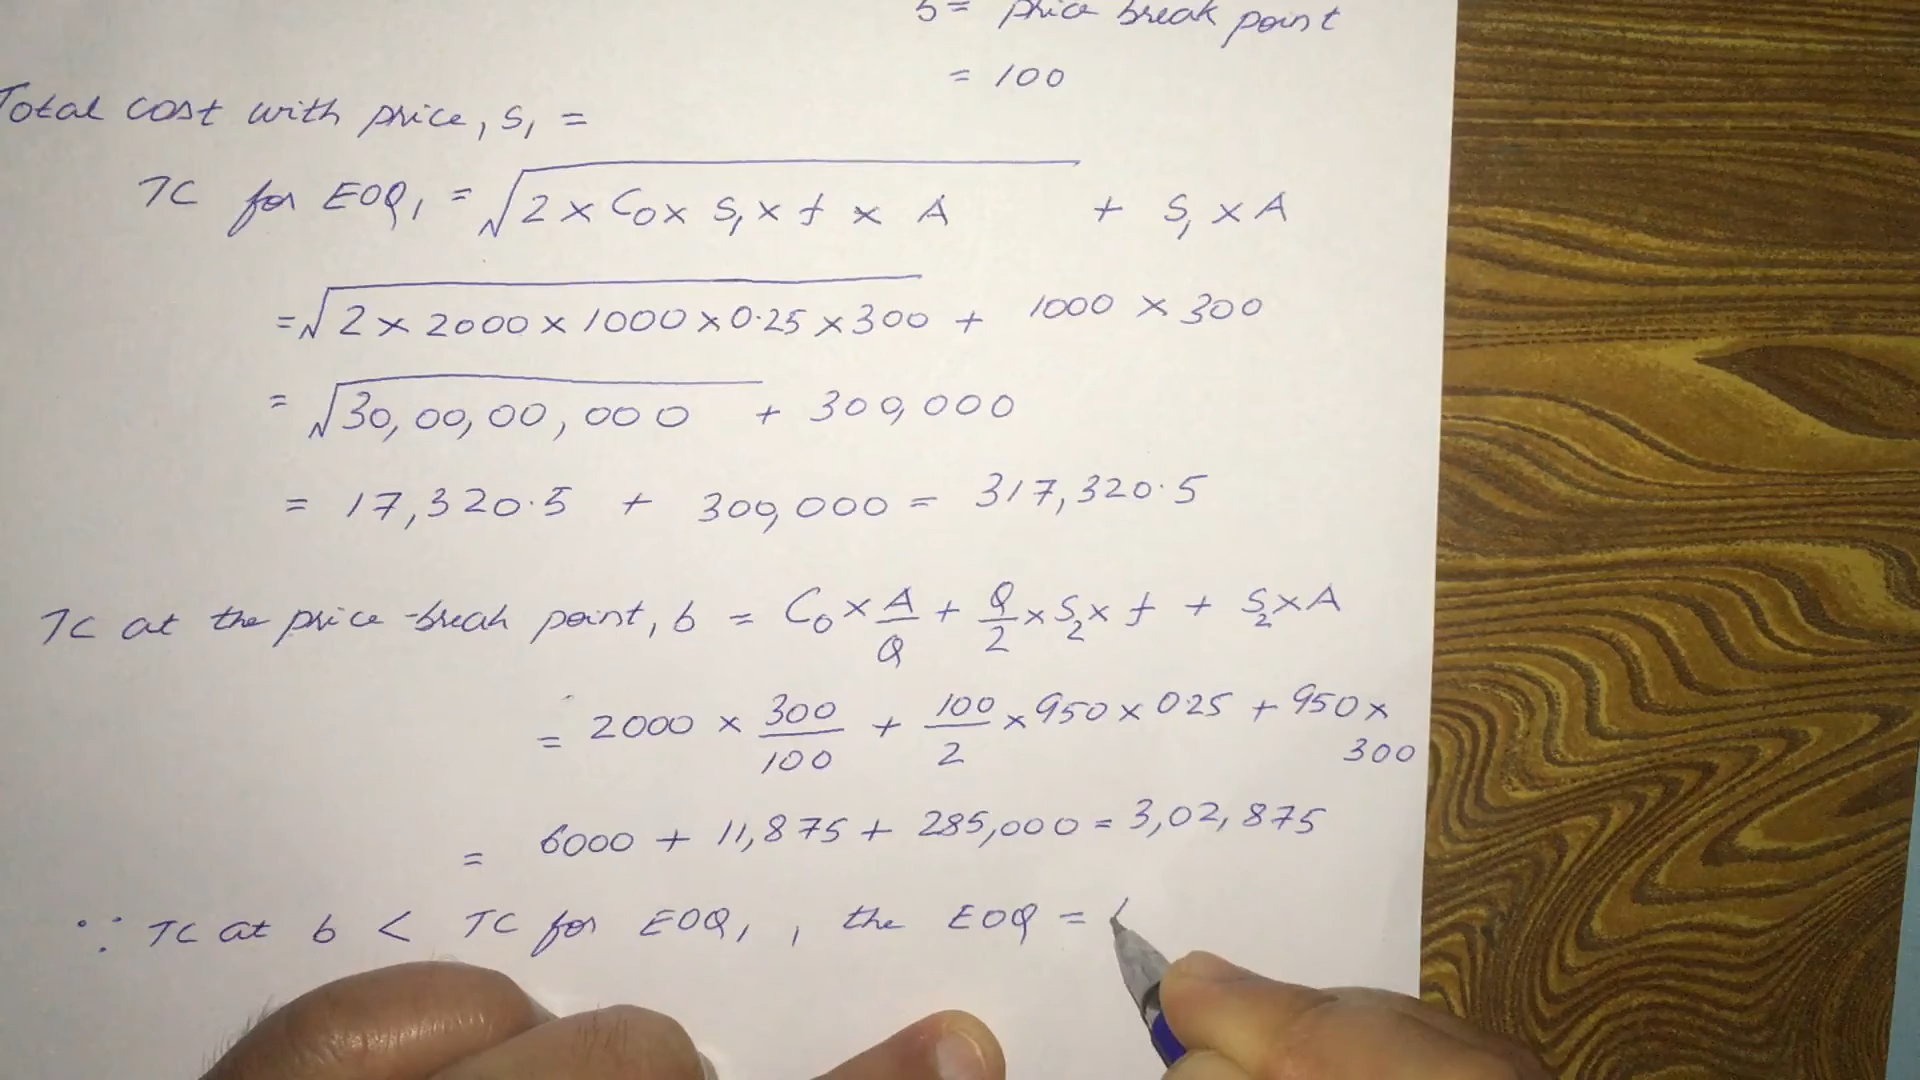 b = price break point
= 100
Total cost with price, S₁ =
TC for EOQ₁ = √2 × C₀ × S₁ × f × A + S₁ × A
= √2 × 2000 × 1000 × 0.25 × 300 + 1000 × 300
= √30,00,00,000 + 300,000
= 17,320.5 + 300,000 = 317,320.5
TC at the price-break point, b = C₀ × A/Q + Q/2 × S₂ × f + S₂ × A
= 2000 × 300/100 + 100/2 × 950 × 025 + 950 × 300
= 6000 + 11,875 + 285,000 = 3,02,875
∵ TC at b < TC for EOQ₁, the EOQ =